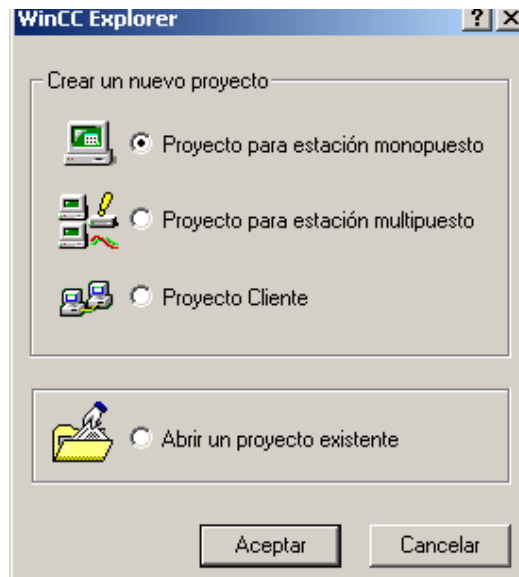 WinCC Explorer
Crear un nuevo proyecto
Proyecto para estación monopuesto
Proyecto para estación multipuesto
Proyecto Cliente
Abrir un proyecto existente
Aceptar Cancelar